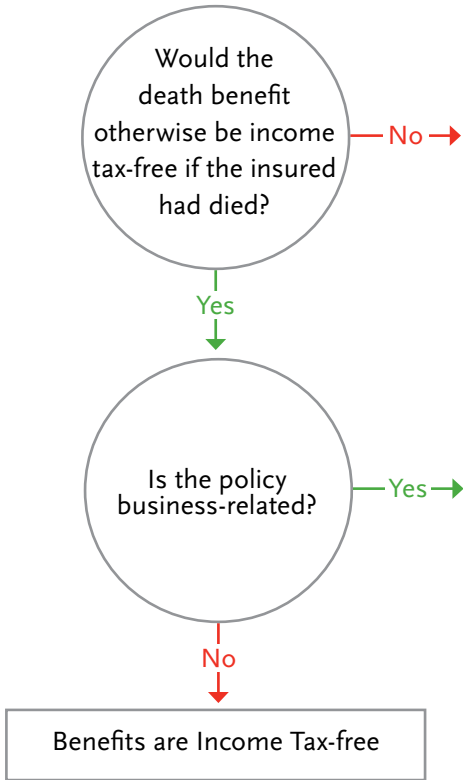 Would the
death benefit
otherwise be income
tax-free if the insured
had died?
No
Yes
Is the policy
business-related?
Yes
No
Benefits are Income Tax-free